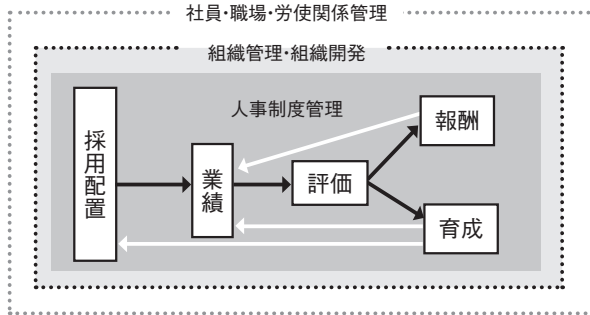 社員・職場・労使関係管理
組織管理・組織開発
人事制度管理
採用配置
業績
評価
報酬
育成